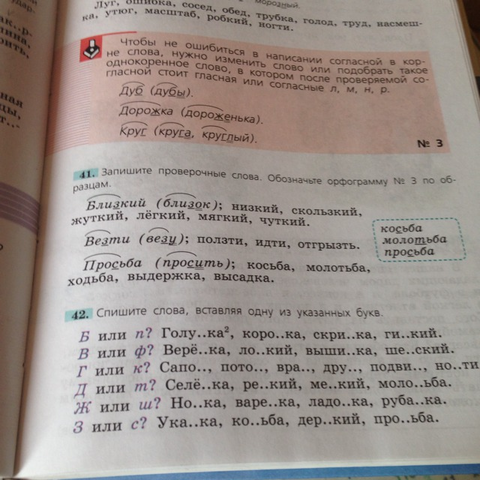 Луг, ошибка, сосед, обед, трубка, голод, труд, насмеш-
ка, утюг, масштаб, робкий, ногти.
Чтобы не ошибиться в написании согласной в кор-
не слова, нужно изменить слово или подобрать такое
однокоренное слово, в котором после проверяемой со-
гласной стоит гласная или согласные л, м, н, р.
Дуб (дубы).
Дорожка (дороженька).
Круг (круга, круглый).
№ 3
41. Запишите проверочные слова. Обозначьте орфограмму № 3 по об-
разцам.
Близкий (близок); низкий, скользкий,
жуткий, лёгкий, мягкий, чуткий.
Везти (везу); ползти, идти, отгрызть.
Просьба (просить); косьба, молотьба,
ходьба, выдержка, высадка.
косьба
молотьба
просьба
42. Спишите слова, вставляя одну из указанных букв.
Б или п? Голу..ка², коро..ка, скри..ка, ги..кий.
В или ф? Верё..ка, ло..кий, выши..ка, ше..ский.
Г или к? Сапо.., пото.., вра.., дру.., подви.., но..ти
Д или т? Селё..ка, ре..кий, ме..кий, моло..ьба.
Ж или ш? Но..ка, варе..ка, ладо..ка, руба..ка.
З или с? Ука..ка, ко..ьба, дер..кий, про..ьба.